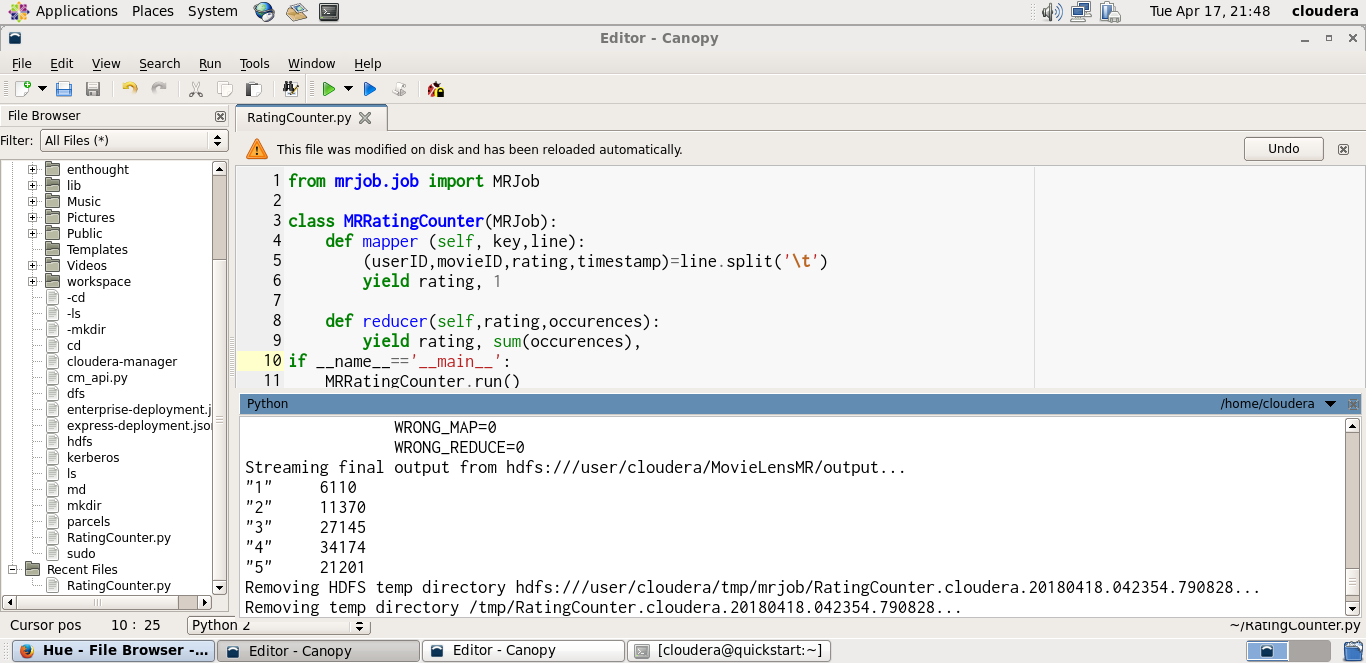 Applications Places System Tue Apr 17, 21:48 cloudera
Editor - Canopy
File Edit View Search Run Tools Window Help
File Browser
Filter: All Files (*)
enthought
lib
Music
Pictures
Public
Templates
Videos
workspace
-cd
-ls
-mkdir
cd
cloudera-manager
cm_api.py
dfs
enterprise-deployment.j
express-deployment.jso
hdfs
kerberos
ls
md
mkdir
parcels
RatingCounter.py
sudo
Recent Files
RatingCounter.py
RatingCounter.py
This file was modified on disk and has been reloaded automatically. Undo
1 from mrjob.job import MRJob
2
3 class MRRatingCounter(MRJob):
4     def mapper (self, key,line):
5         (userID,movieID,rating,timestamp)=line.split('\t')
6         yield rating, 1
7
8     def reducer(self,rating,occurences):
9         yield rating, sum(occurences),
10 if __name__=='__main__':
11     MRRatingCounter.run()
Python /home/cloudera
WRONG_MAP=0
WRONG_REDUCE=0
Streaming final output from hdfs:///user/cloudera/MovieLensMR/output...
"1" 6110
"2" 11370
"3" 27145
"4" 34174
"5" 21201
Removing HDFS temp directory hdfs:///user/cloudera/tmp/mrjob/RatingCounter.cloudera.20180418.042354.790828...
Removing temp directory /tmp/RatingCounter.cloudera.20180418.042354.790828...
Cursor pos 10 : 25 Python 2 ~/RatingCounter.py
Hue - File Browser -... Editor - Canopy Editor - Canopy [cloudera@quickstart:~]